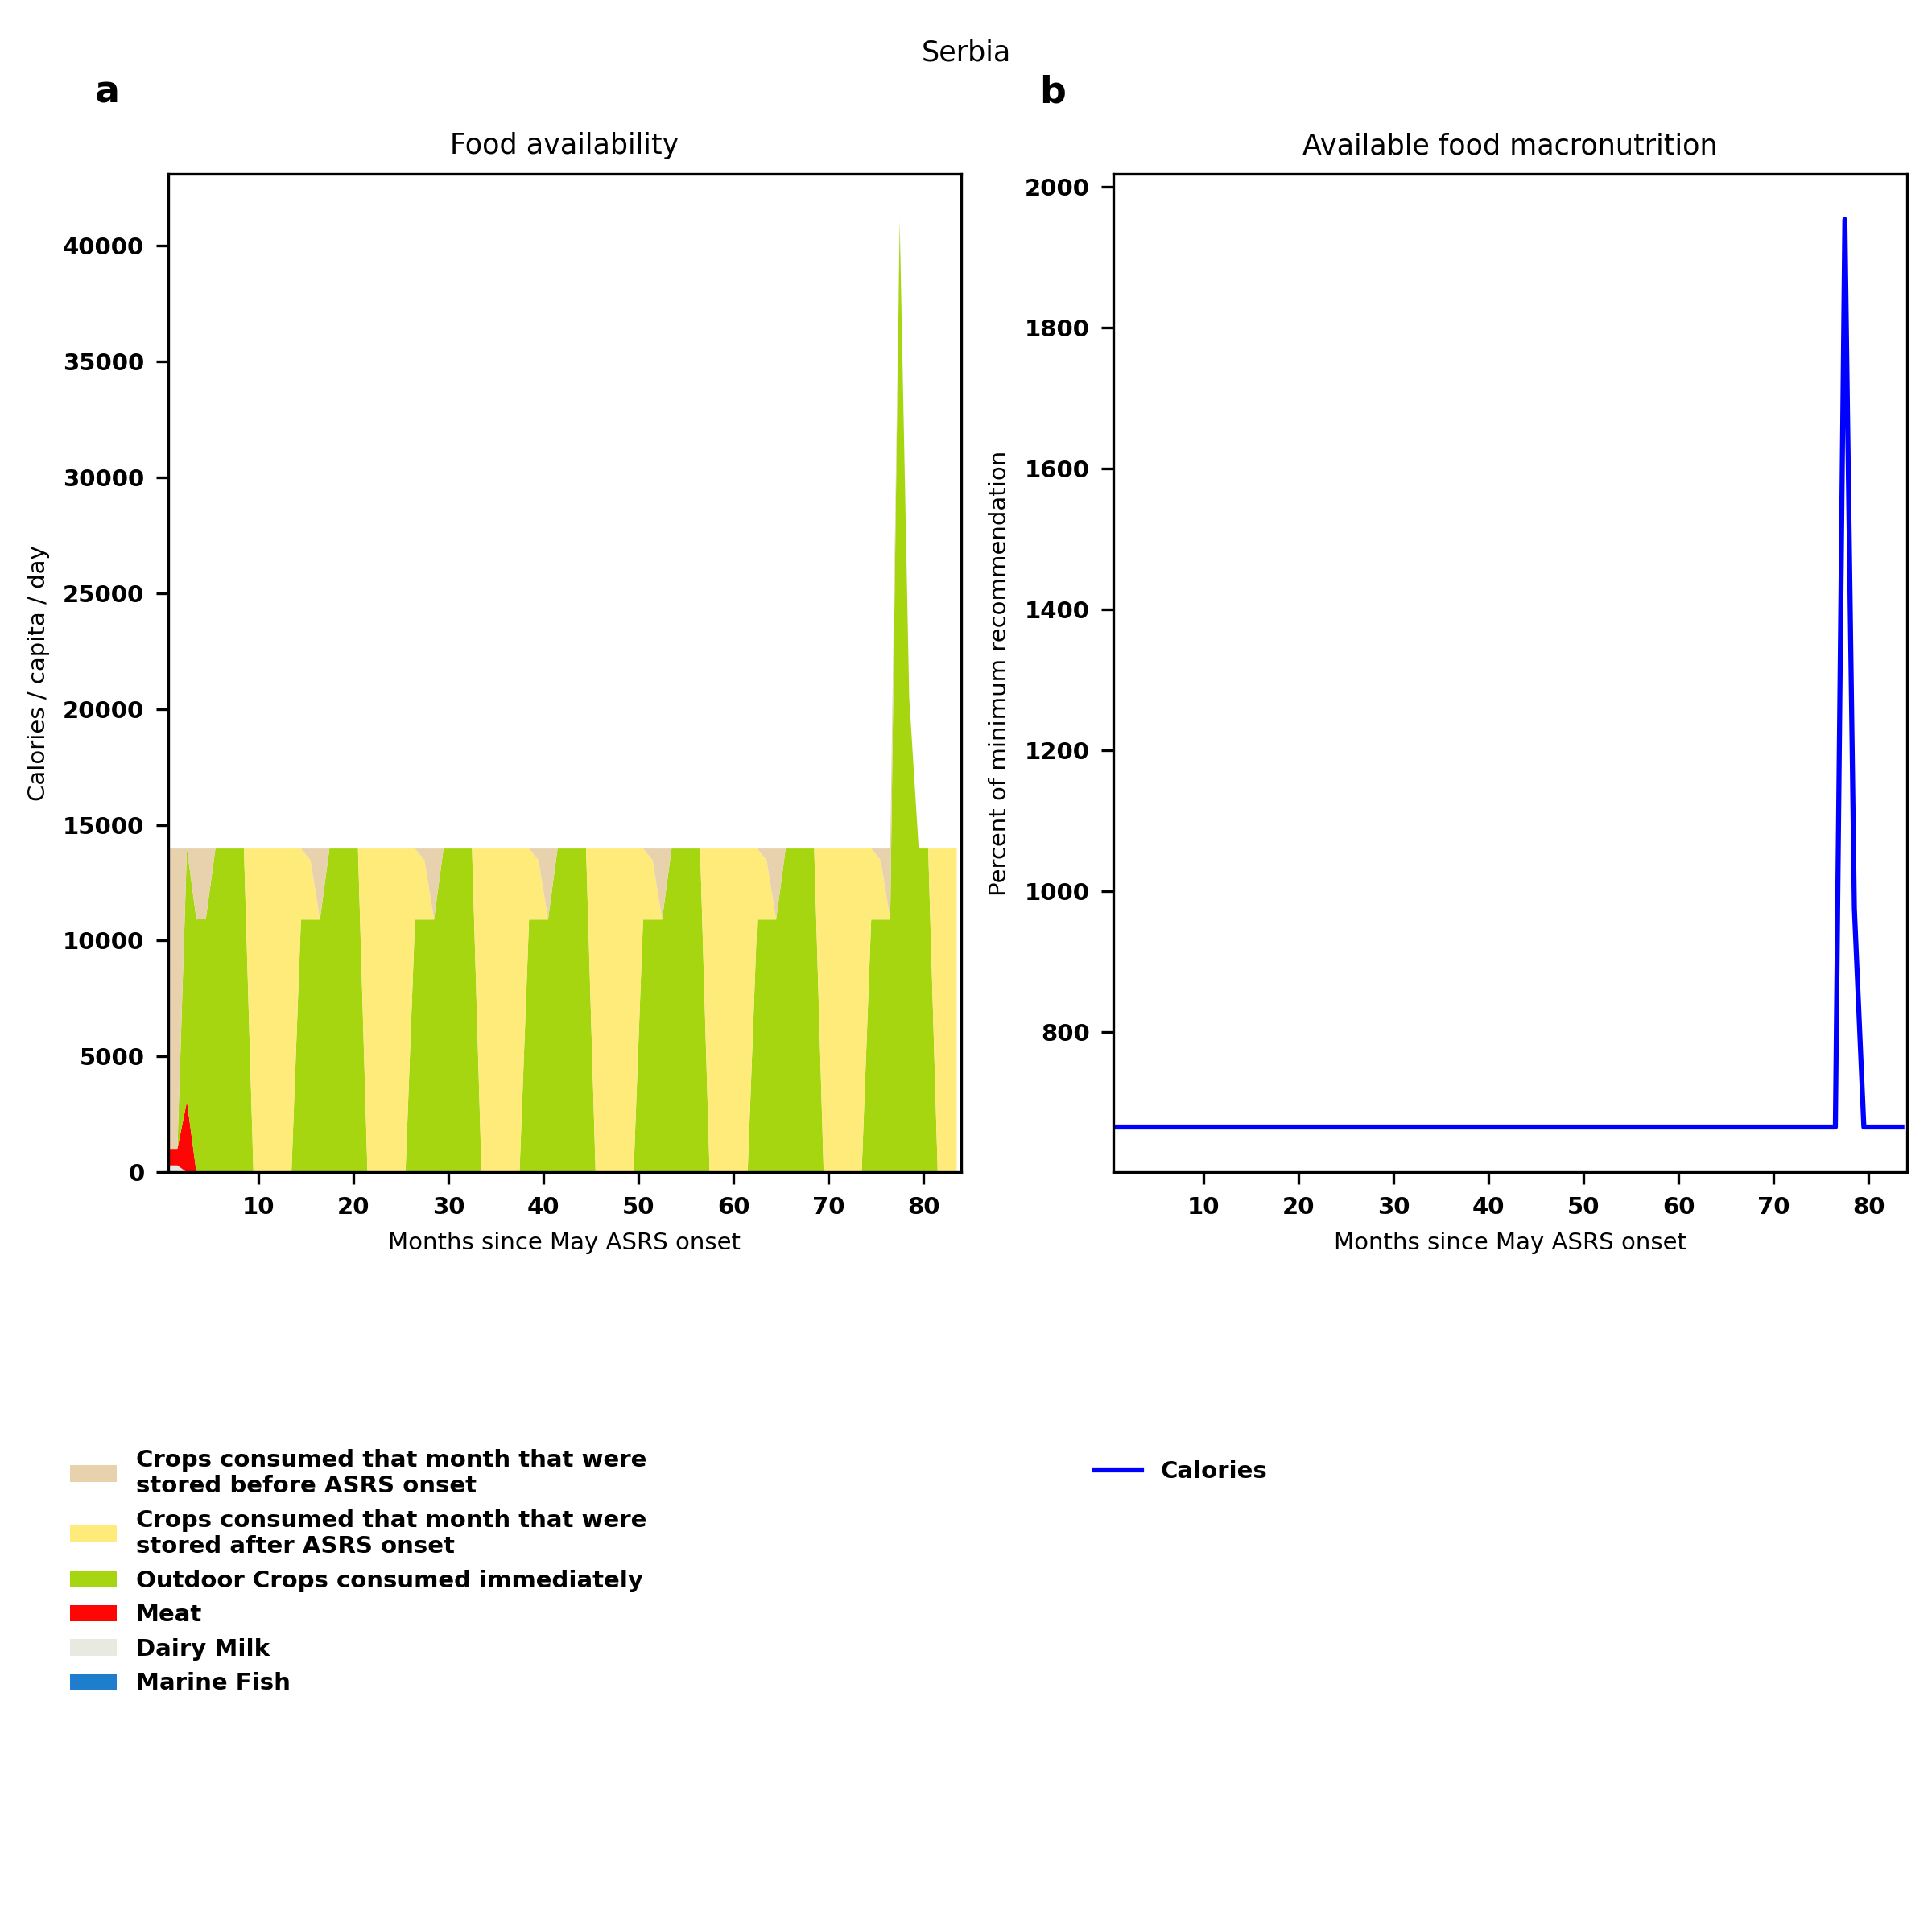 Serbia
a
Food availability
Calories / capita / day
40000
35000
30000
25000
20000
15000
10000
5000
0
10 20 30 40 50 60 70 80
Months since May ASRS onset
b
Available food macronutrition
Percent of minimum recommendation
2000
1800
1600
1400
1200
1000
800
10 20 30 40 50 60 70 80
Months since May ASRS onset
Crops consumed that month that were
stored before ASRS onset
Crops consumed that month that were
stored after ASRS onset
Outdoor Crops consumed immediately
Meat
Dairy Milk
Marine Fish
Calories